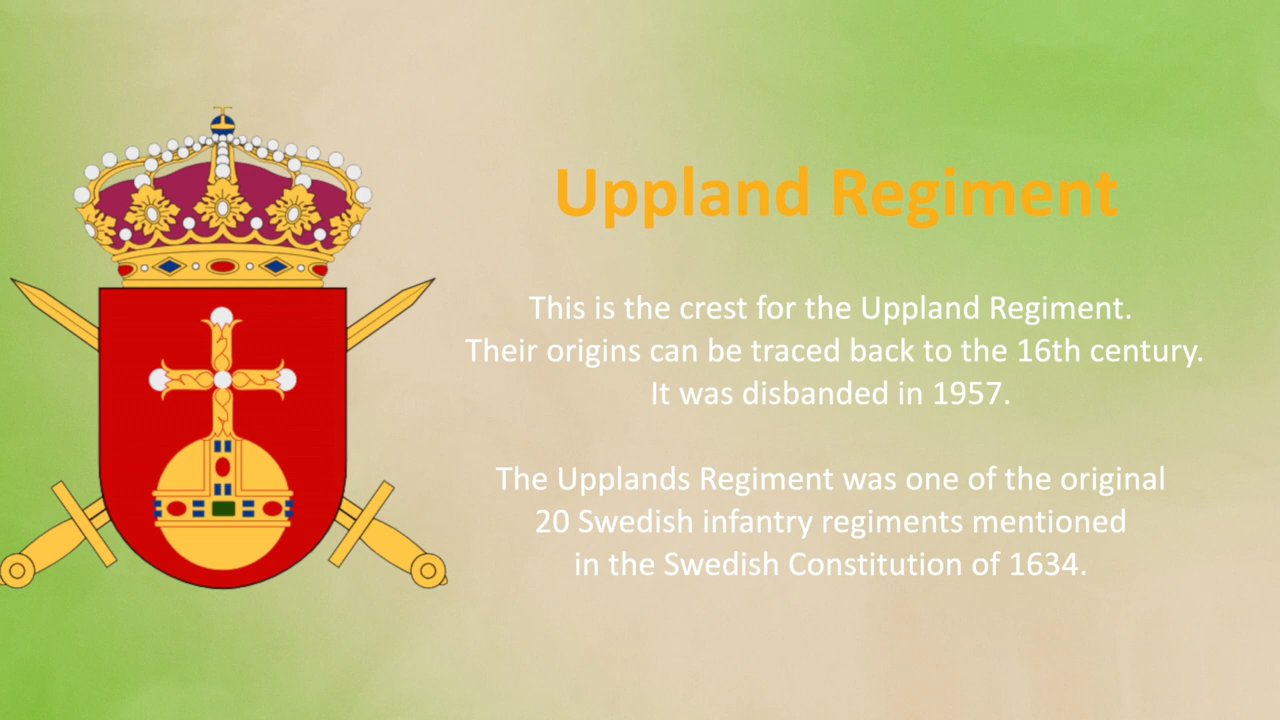 Uppland Regiment
This is the crest for the Uppland Regiment.
Their origins can be traced back to the 16th century.
It was disbanded in 1957.
The Upplands Regiment was one of the original
20 Swedish infantry regiments mentioned
in the Swedish Constitution of 1634.